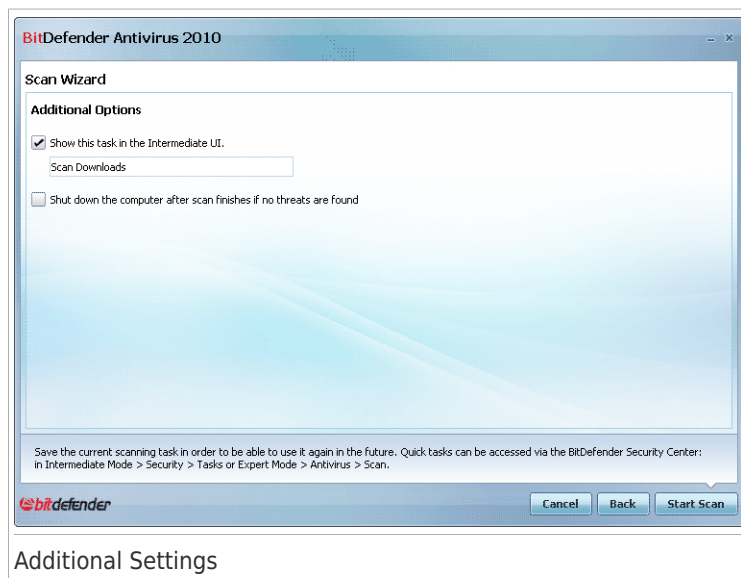 BitDefender Antivirus 2010
Scan Wizard
Additional Options
Show this task in the Intermediate UI.
Scan Downloads
Shut down the computer after scan finishes if no threats are found
Save the current scanning task in order to be able to use it again in the future. Quick tasks can be accessed via the BitDefender Security Center:
in Intermediate Mode > Security > Tasks or Expert Mode > Antivirus > Scan.
bitdefender
Cancel Back Start Scan
Additional Settings